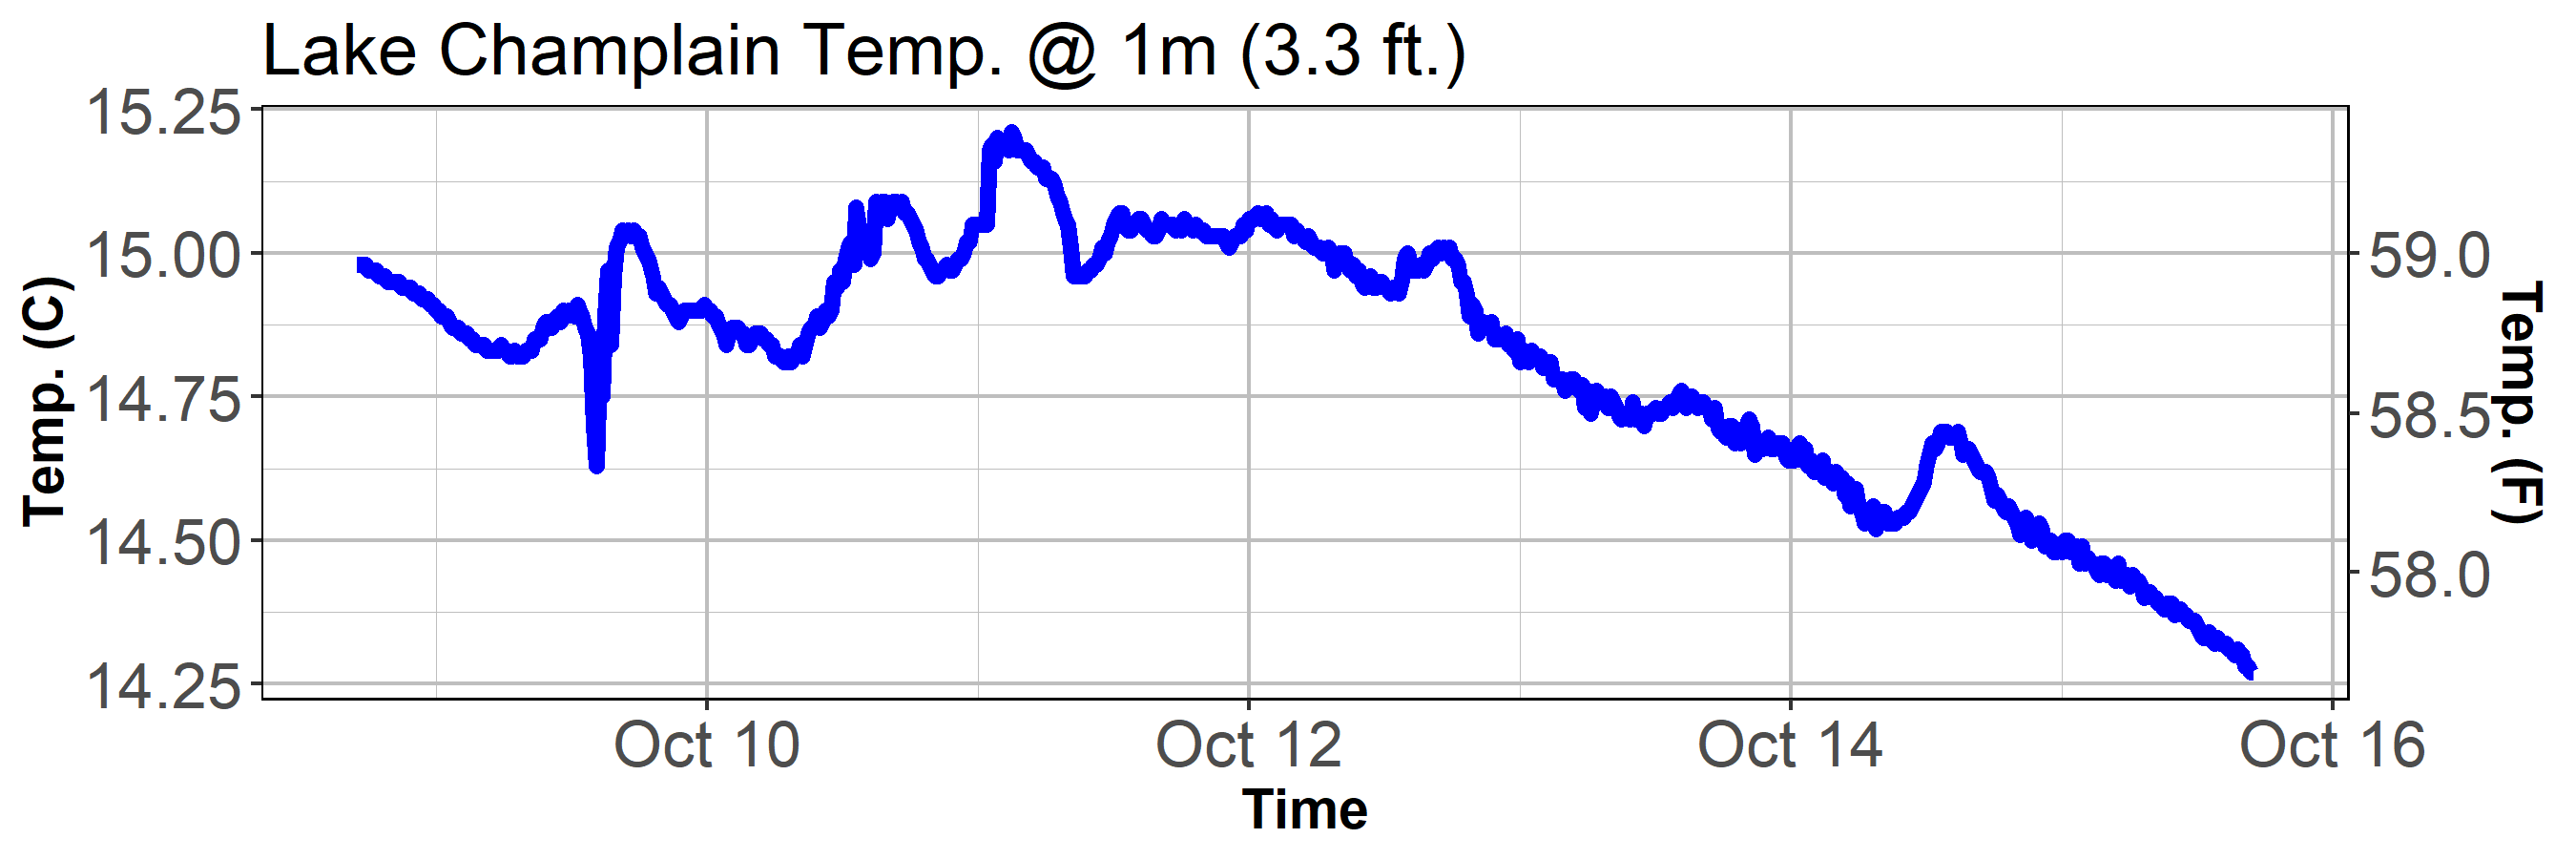 Lake Champlain Temp. @ 1m (3.3 ft.)
Temp. (C)
15.25
15.00
14.75
14.50
14.25
59.0
58.5
58.0
Temp. (F)
Oct 10
Oct 12
Oct 14
Oct 16
Time